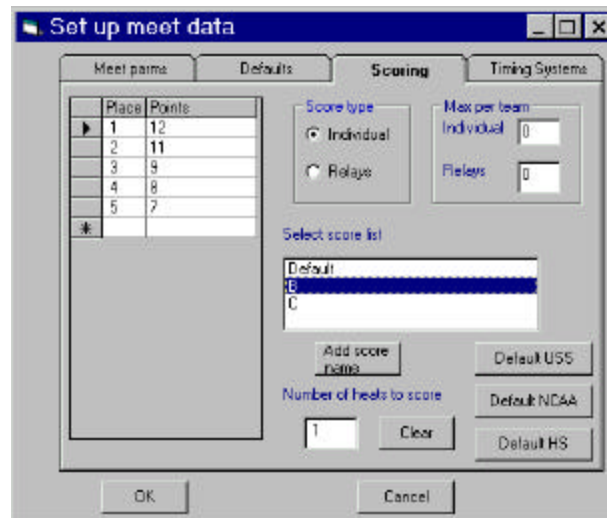 Set up meet data
Meet parms Defaults Scoring Timing Systems
Place Points
1 12
2 11
3 9
4 8
5 7
Score type
Individual
Relays
Max per team
Individual 0
Relays 0
Select score list
Default
B
C
Add score
name
Default USS
Number of heats to score
Default NCAA
1
Clear
Default HS
OK Cancel